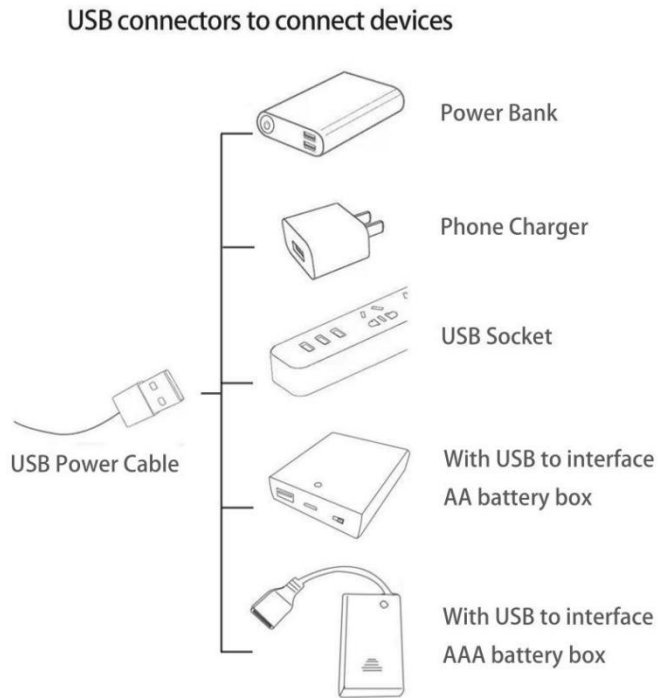 USB connectors to connect devices
Power Bank
Phone Charger
USB Socket
USB Power Cable
With USB to interface
AA battery box
With USB to interface
AAA battery box